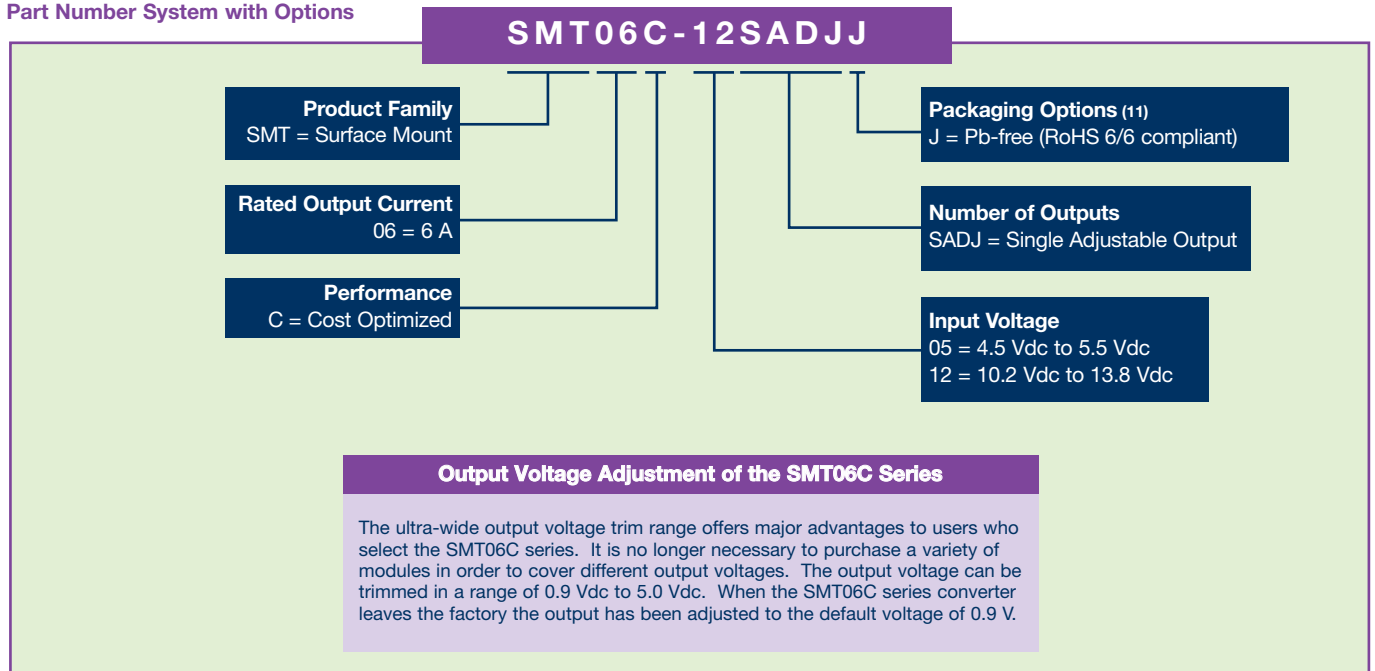 Part Number System with Options
SMT06C-12SADJJ
Product Family
SMT = Surface Mount
Rated Output Current
06 = 6 A
Performance
C = Cost Optimized
Packaging Options (11)
J = Pb-free (RoHS 6/6 compliant)
Number of Outputs
SADJ = Single Adjustable Output
Input Voltage
05 = 4.5 Vdc to 5.5 Vdc
12 = 10.2 Vdc to 13.8 Vdc
Output Voltage Adjustment of the SMT06C Series
The ultra-wide output voltage trim range offers major advantages to users who
select the SMT06C series. It is no longer necessary to purchase a variety of
modules in order to cover different output voltages. The output voltage can be
trimmed in a range of 0.9 Vdc to 5.0 Vdc. When the SMT06C series converter
leaves the factory the output has been adjusted to the default voltage of 0.9 V.